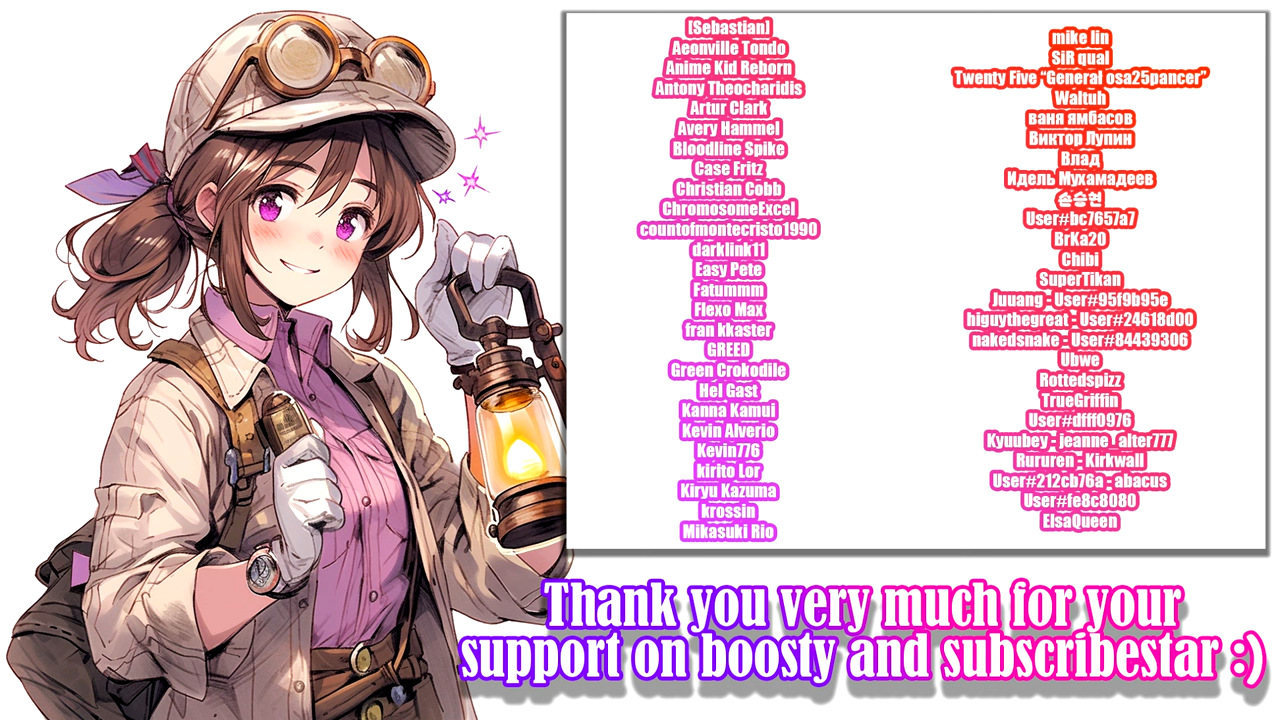 [Sebastian]
Aeonville Tondo
Anime Kid Reborn
Antony Theocharidis
Artur Clark
Avery Hammel
Bloodline Spike
Case Fritz
Christian Cobb
ChromosomeExcel
countofmontecristo1990
darklink11
Easy Pete
Fatummm
Flexo Max
fran kkaster
GREED
Green Crokodile
Hel Gast
Kanna Kamui
Kevin Alverio
Kevin776
kirito Lor
Kiryu Kazuma
krossin
Mikasuki Rio
mike lin
SiR qual
Twenty Five “General osa25pancer”
Waltuh
ваня ямбасов
Виктор Лупин
Влад
Идель Мухамадеев
손승현
User#bc7657a7
BrKa20
Chibi
SuperTikan
Juuang - User#95f9b95e
higuythegreat - User#24618d00
nakedsnake - User#84439306
Ubwe
Rottedspizz
TrueGriffin
User#dfff0976
Kyuubey - jeanne_alter777
Rururen - Kirkwall
User#212cb76a - abacus
User#fe8c8080
ElsaQueen
Thank you very much for your
support on boosty and subscribestar :)